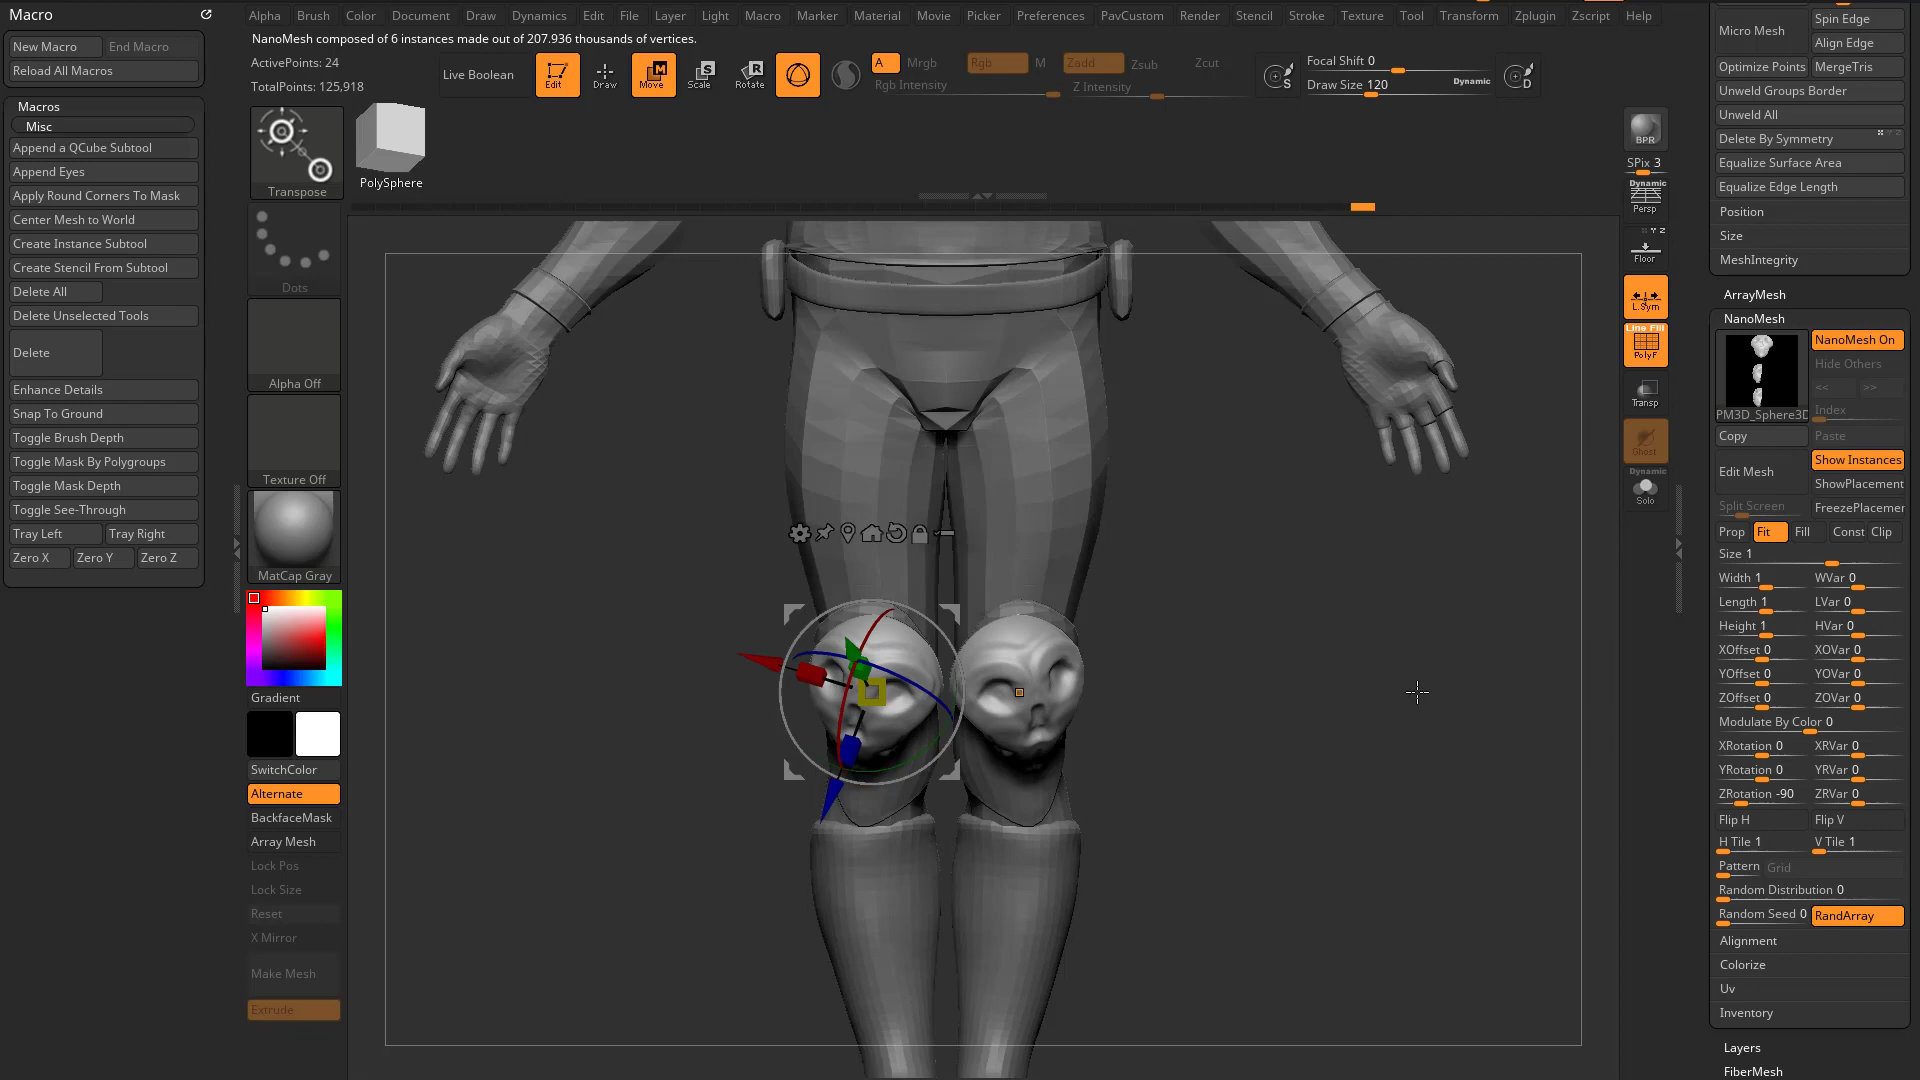 Macro
Alpha Brush Color Document Draw Dynamics Edit File Layer Light Macro Marker Material Movie Picker Preferences PavCustom Render Stencil Stroke Texture Tool Transform Zplugin Zscript Help
NanoMesh composed of 6 instances made out of 207.936 thousands of vertices.
New Macro End Macro
Reload All Macros
ActivePoints: 24
TotalPoints: 125,918
Live Boolean
Edit Draw Move Scale Rotate
A Mrgb Rgb M Zadd Zsub Zcut
Rgb Intensity Z Intensity
Focal Shift 0
Draw Size 120 Dynamic
S D
Macros
Misc
Append a QCube Subtool
Append Eyes
Apply Round Corners To Mask
Center Mesh to World
Create Instance Subtool
Create Stencil From Subtool
Delete All
Delete Unselected Tools
Delete
Enhance Details
Snap To Ground
Toggle Brush Depth
Toggle Mask By Polygroups
Toggle Mask Depth
Toggle See-Through
Tray Left Tray Right
Zero X Zero Y Zero Z
Transpose
PolySphere
Dots
Alpha Off
Texture Off
MatCap Gray
Gradient
SwitchColor
Alternate
BackfaceMask
Array Mesh
Lock Pos
Lock Size
Reset
X Mirror
Make Mesh
Extrude
BPR
SPix 3
Dynamic
Persp
Floor
L.Sym
Line Fill
PolyF
Transp
Ghost
Dynamic
Solo
Micro Mesh Spin Edge
Align Edge
Optimize Points MergeTris
Unweld Groups Border
Unweld All
Delete By Symmetry
Equalize Surface Area
Equalize Edge Length
Position
Size
MeshIntegrity
ArrayMesh
NanoMesh
NanoMesh On
Hide Others
<< >>
PM3D_Sphere3D Index
Copy Paste
Edit Mesh Show Instances
ShowPlacement
Split Screen FreezePlacemen
Prop Fit Fill Const Clip
Size 1
Width 1 WVar 0
Length 1 LVar 0
Height 1 HVar 0
XOffset 0 XOVar 0
YOffset 0 YOVar 0
ZOffset 0 ZOVar 0
Modulate By Color 0
XRotation 0 XRVar 0
YRotation 0 YRVar 0
ZRotation -90 ZRVar 0
Flip H Flip V
H Tile 1 V Tile 1
Pattern Grid
Random Distribution 0
Random Seed 0 RandArray
Alignment
Colorize
Uv
Inventory
Layers
FiberMesh